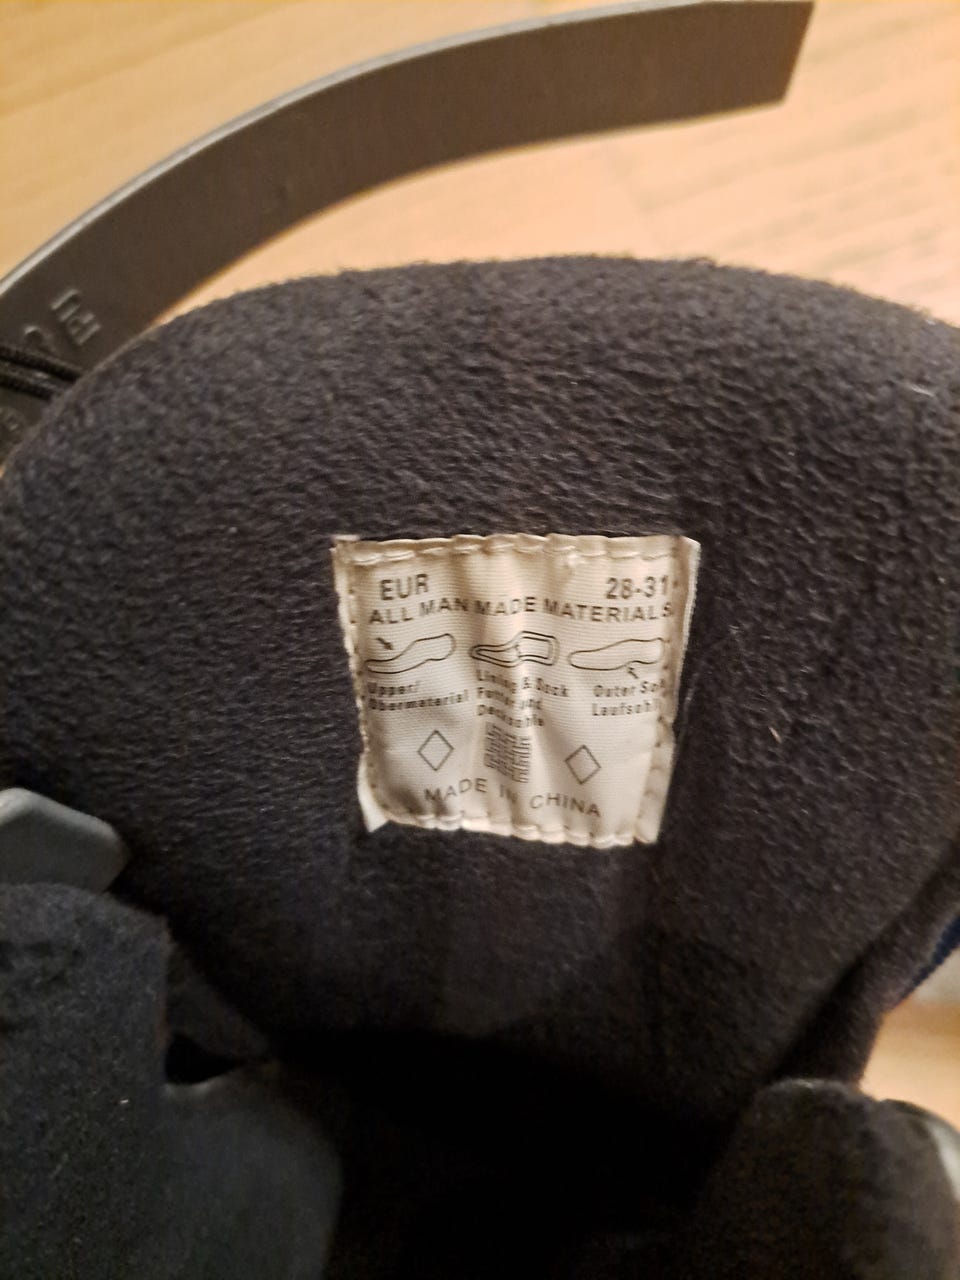 EUR 28-31
ALL MAN MADE MATERIALS
Upper/ Lining & Sock Outer Sole
Obermaterial Futter und Laufsohle
Decksohle
MADE IN CHINA